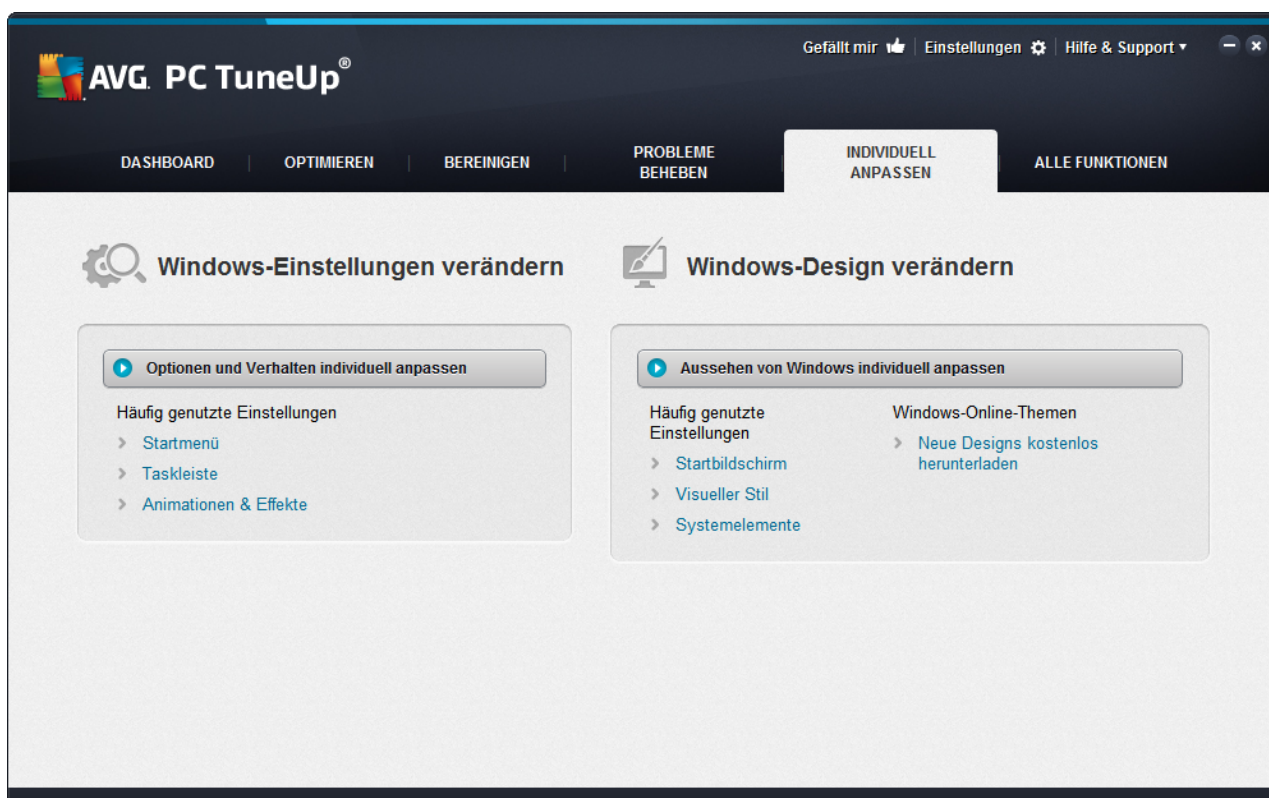 Gefällt mir
Einstellungen
Hilfe & Support
AVG. PC TuneUp®
DASHBOARD
OPTIMIEREN
BEREINIGEN
PROBLEME
BEHEBEN
INDIVIDUELL
ANPASSEN
ALLE FUNKTIONEN
Windows-Einstellungen verändern
Optionen und Verhalten individuell anpassen
Häufig genutzte Einstellungen
Startmenü
Taskleiste
Animationen & Effekte
Windows-Design verändern
Aussehen von Windows individuell anpassen
Häufig genutzte
Einstellungen
Startbildschirm
Visueller Stil
Systemelemente
Windows-Online-Themen
Neue Designs kostenlos
herunterladen